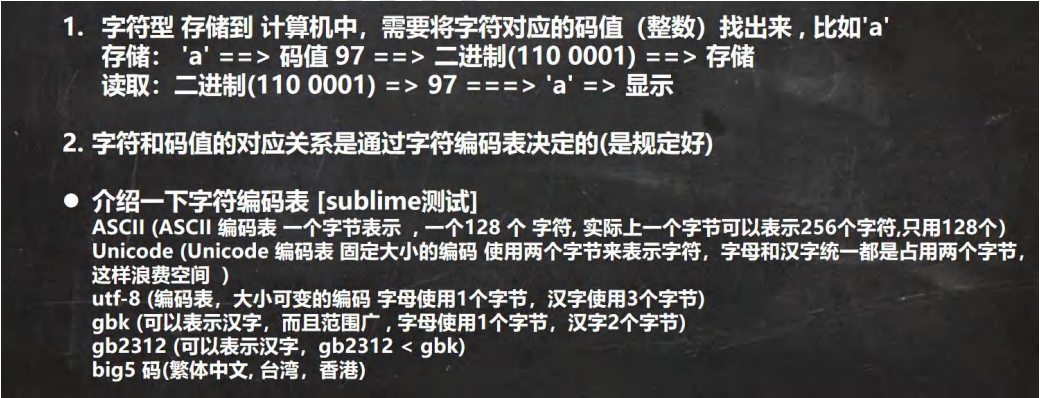 1. 字符型 存储到 计算机中，需要将字符对应的码值（整数）找出来 , 比如'a'
存储： 'a' ==> 码值 97 ==> 二进制(110 0001) ==> 存储
读取：二进制(110 0001) => 97 ===> 'a' => 显示
2. 字符和码值的对应关系是通过字符编码表决定的(是规定好)
● 介绍一下字符编码表 [sublime测试]
ASCII (ASCII 编码表 一个字节表示 , 一个128 个 字符, 实际上一个字节可以表示256个字符,只用128个)
Unicode (Unicode 编码表 固定大小的编码 使用两个字节来表示字符，字母和汉字统一都是占用两个字节，
这样浪费空间 )
utf-8 (编码表，大小可变的编码 字母使用1个字节，汉字使用3个字节)
gbk (可以表示汉字，而且范围广 , 字母使用1个字节，汉字2个字节)
gb2312 (可以表示汉字，gb2312 < gbk)
big5 码(繁体中文, 台湾，香港)